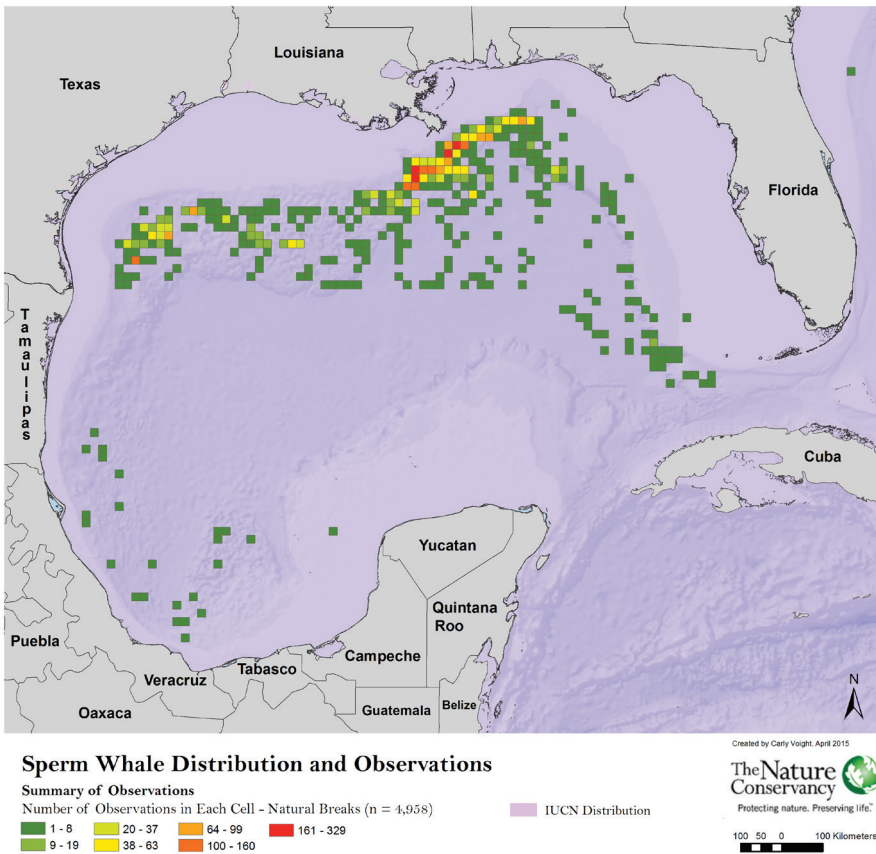 Louisiana
Texas
Florida
Tamaulipas
Cuba
Yucatan
Quintana
Roo
Puebla
Campeche
Tabasco
Veracruz
Belize
Guatemala
Oaxaca
N
Created by Carly Voight, April 2015
Sperm Whale Distribution and Observations
Summary of Observations
Number of Observations in Each Cell - Natural Breaks (n = 4,958)
1 - 8
20 - 37
64 - 99
161 - 329
9 - 19
38 - 63
100 - 160
IUCN Distribution
The Nature
Conservancy
Protecting nature. Preserving life.™
100 50 0 100 Kilometers